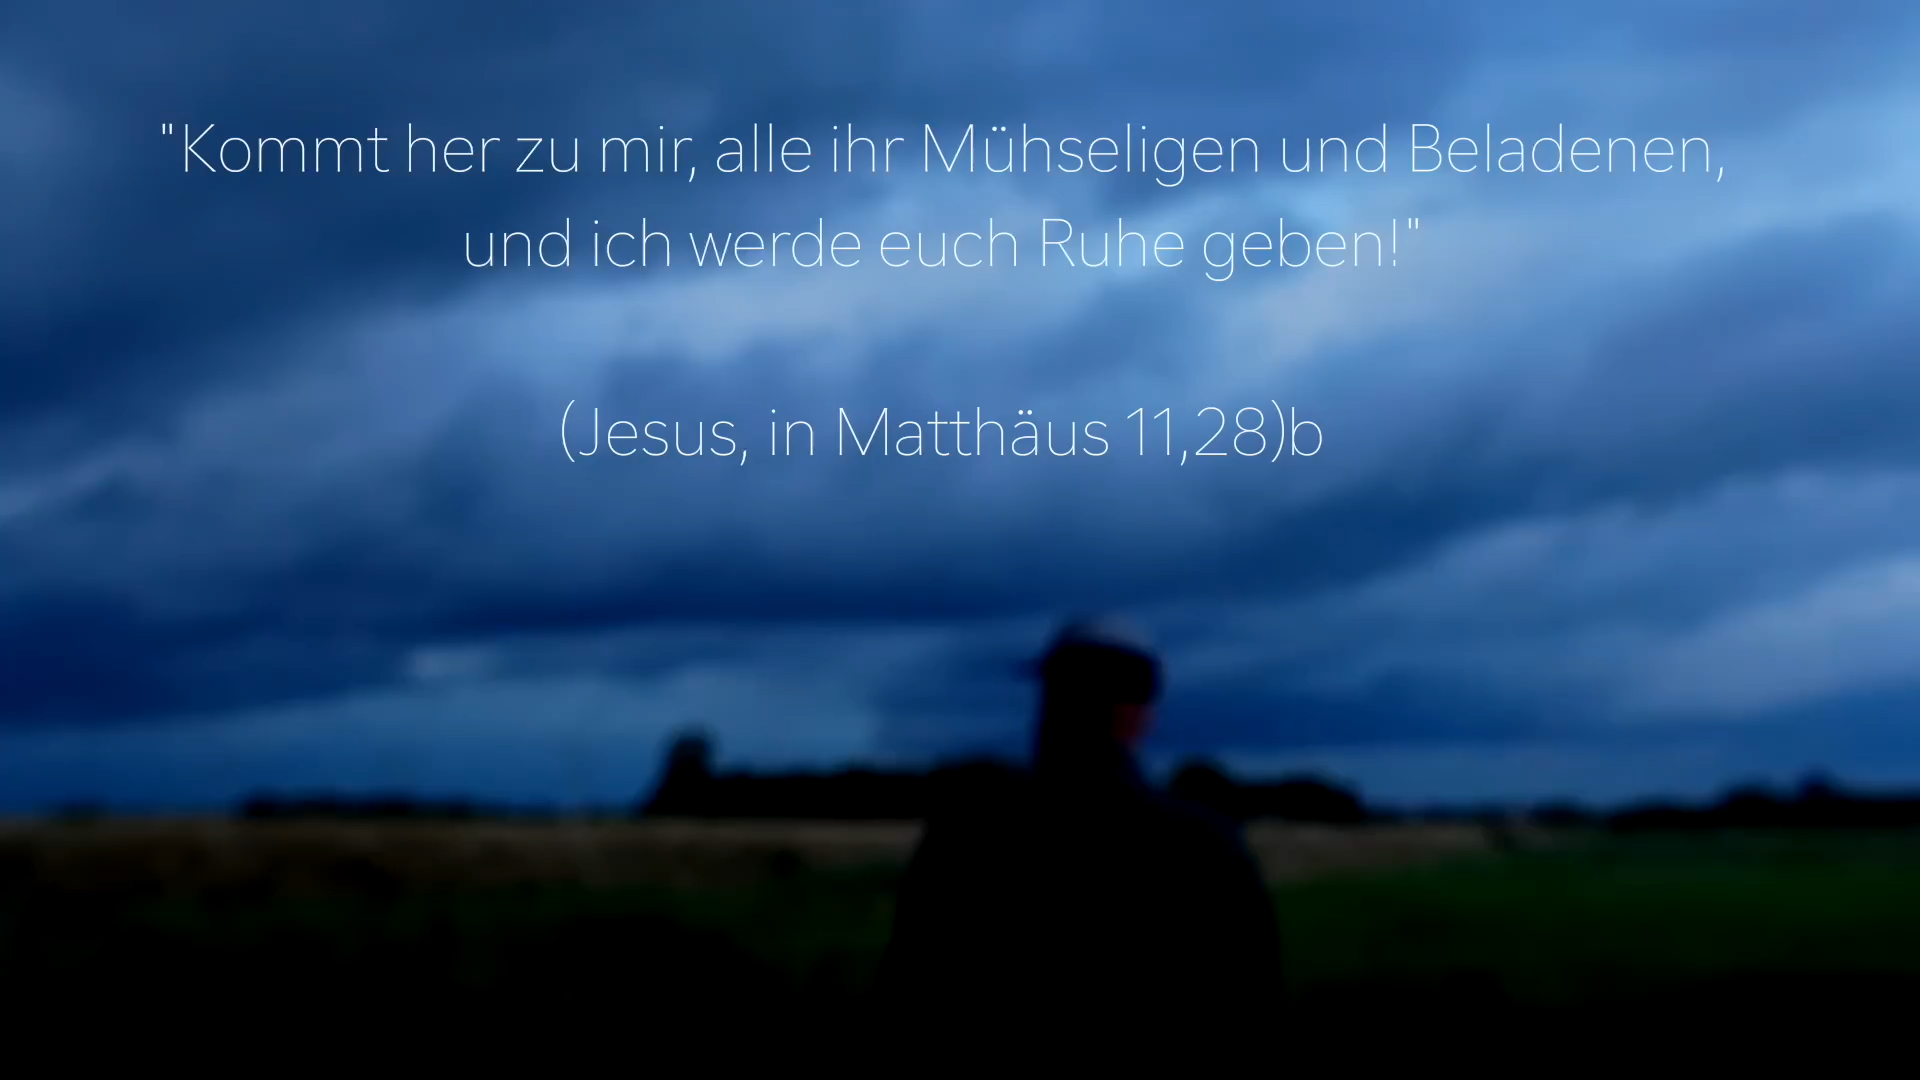 "Kommt her zu mir, alle ihr Mühseligen und Beladenen,
und ich werde euch Ruhe geben!"
(Jesus, in Matthäus 11,28)b